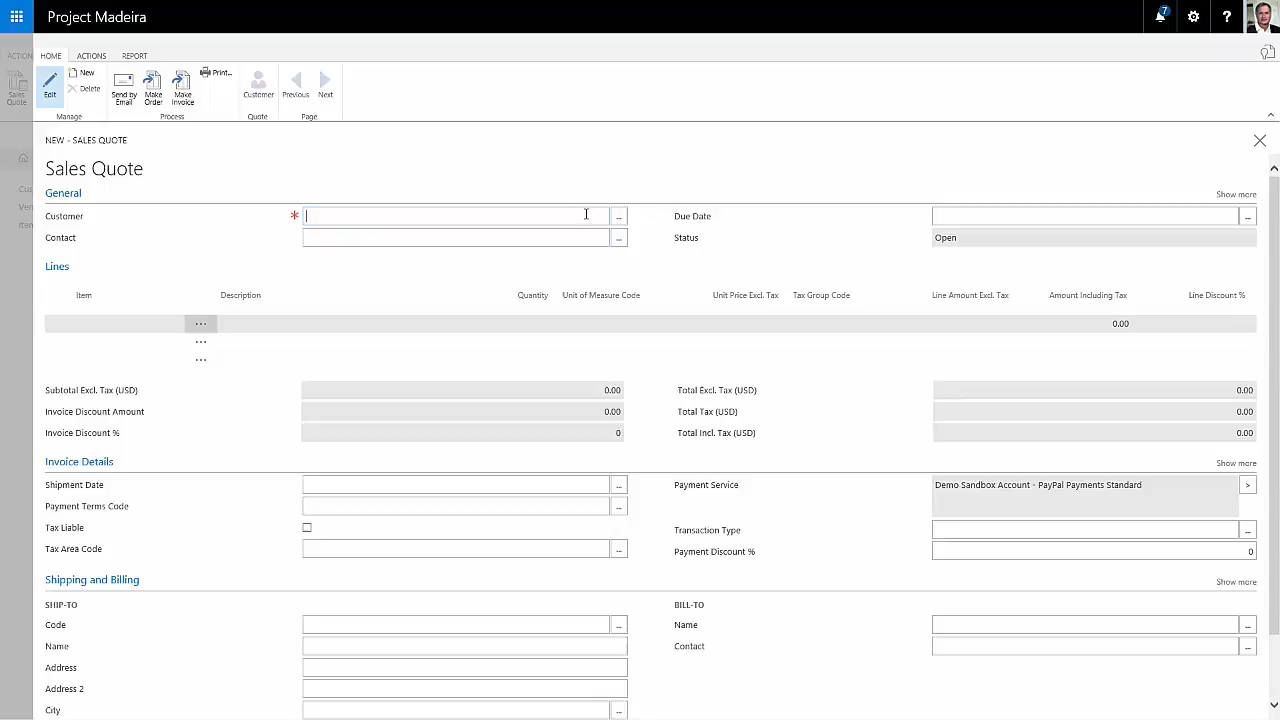 Project Madeira
7
?
ACTION
HOME
ACTIONS
REPORT
Sales Quote
Edit
New
Delete
Manage
Send by Email
Make Order
Make Invoice
Print...
Process
Customer
Quote
Previous
Next
Page
NEW - SALES QUOTE
Sales Quote
General
Show more
Customer * ...
Due Date ...
Contact ...
Status Open
Lines
Item Description Quantity Unit of Measure Code Unit Price Excl. Tax Tax Group Code Line Amount Excl. Tax Amount Including Tax Line Discount %
... 0.00
...
...
Subtotal Excl. Tax (USD) 0.00 Total Excl. Tax (USD) 0.00
Invoice Discount Amount 0.00 Total Tax (USD) 0.00
Invoice Discount % 0 Total Incl. Tax (USD) 0.00
Invoice Details
Show more
Shipment Date ...
Payment Service Demo Sandbox Account - PayPal Payments Standard >
Payment Terms Code ...
Tax Liable
Transaction Type ...
Tax Area Code ...
Payment Discount % 0
Shipping and Billing
Show more
SHIP-TO
BILL-TO
Code ...
Name ...
Name
Contact ...
Address
Address 2
City ...